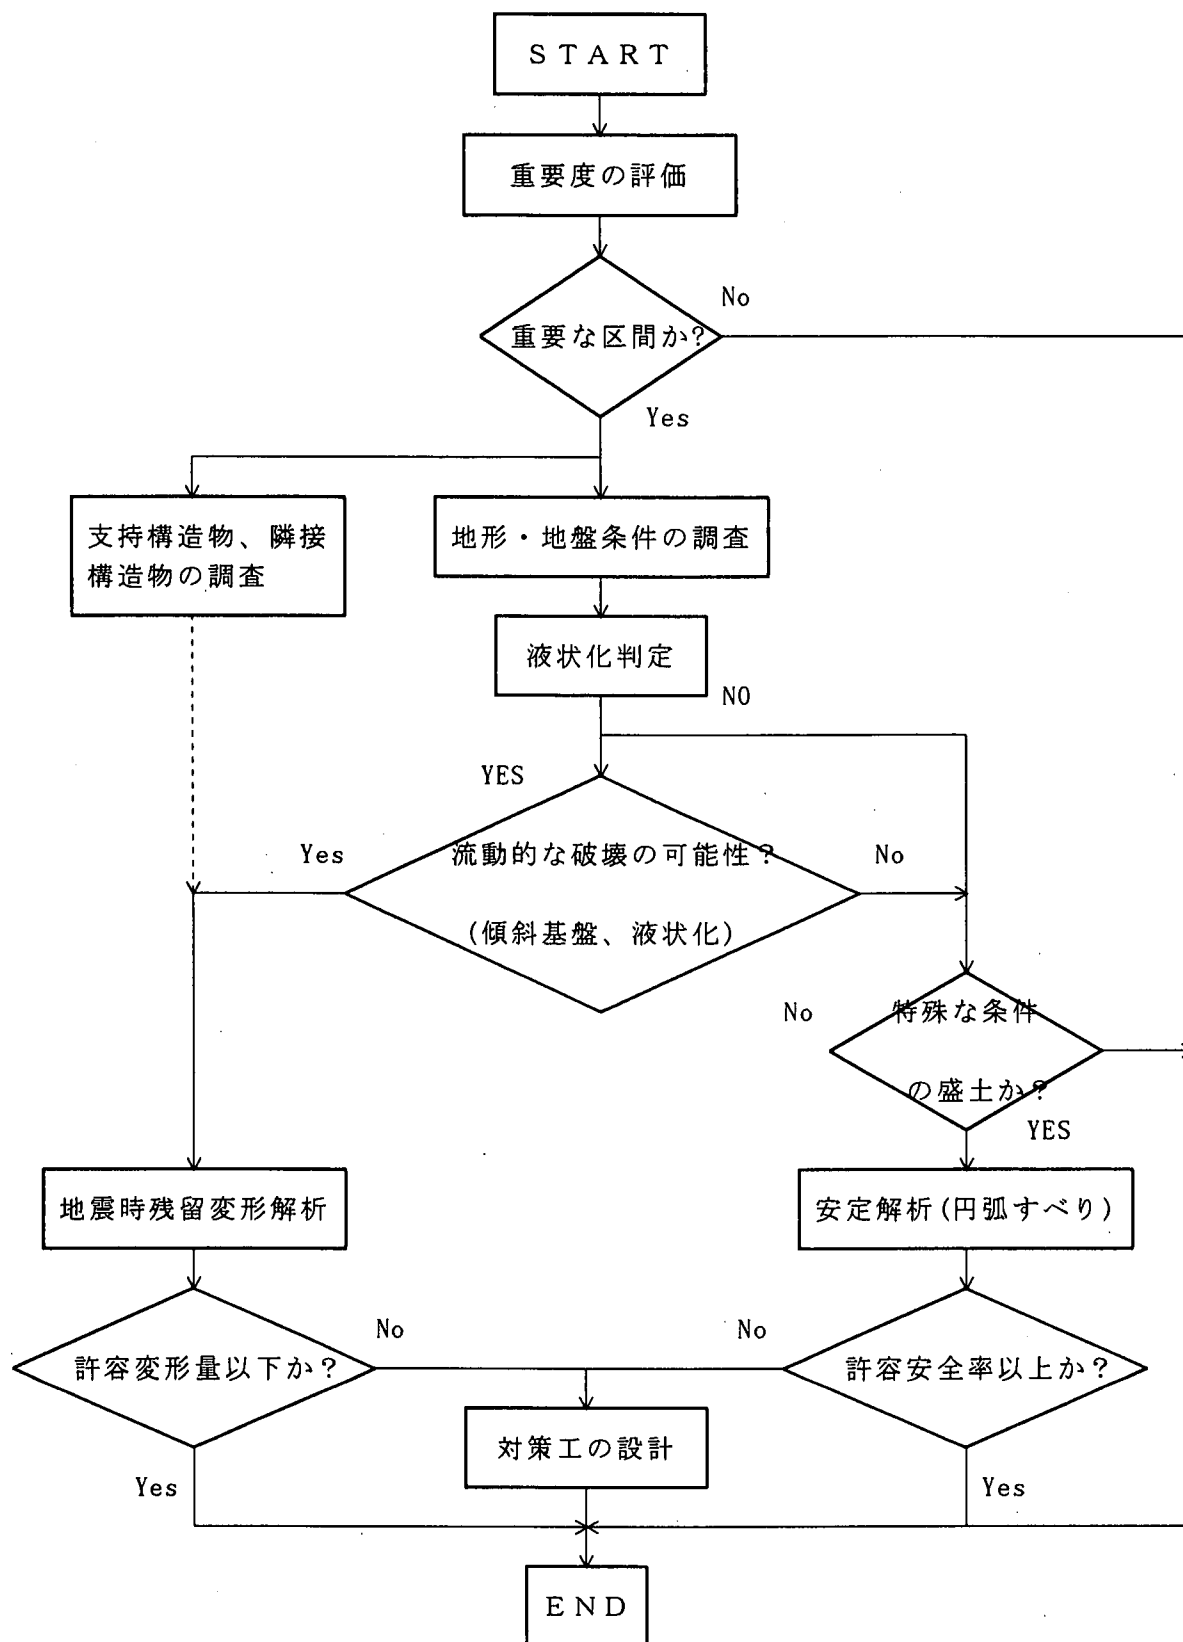 START
重要度の評価
No
重要な区間か?
Yes
支持構造物、隣接
構造物の調査
地形・地盤条件の調査
液状化判定
NO
YES
Yes
流動的な破壊の可能性?
No
(傾斜基盤、液状化)
No
特殊な条件
の盛土か?
YES
地震時残留変形解析
安定解析(円弧すべり)
No
No
許容変形量以下か?
許容安全率以上か?
対策工の設計
Yes
Yes
END